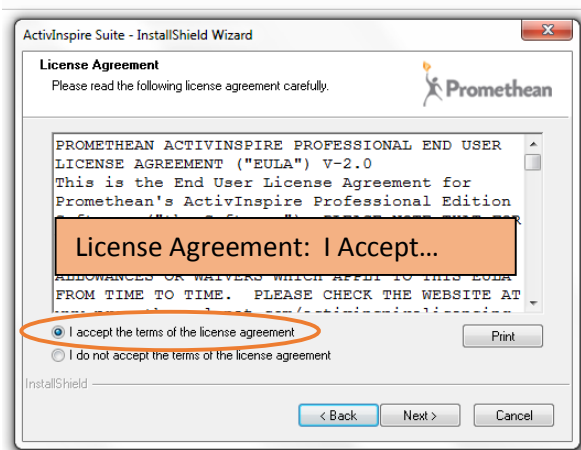 ActivInspire Suite - InstallShield Wizard
License Agreement
Please read the following license agreement carefully.
Promethean
PROMETHEAN ACTIVINSPIRE PROFESSIONAL END USER
LICENSE AGREEMENT ("EULA") V-2.0
This is the End User License Agreement for
Promethean's ActivInspire Professional Edition
License Agreement: I Accept...
ALLOWANCES OR WAIVERS WHICH APPLY TO THIS EULA
FROM TIME TO TIME. PLEASE CHECK THE WEBSITE AT
I accept the terms of the license agreement
Print
I do not accept the terms of the license agreement
InstallShield
< Back
Next >
Cancel